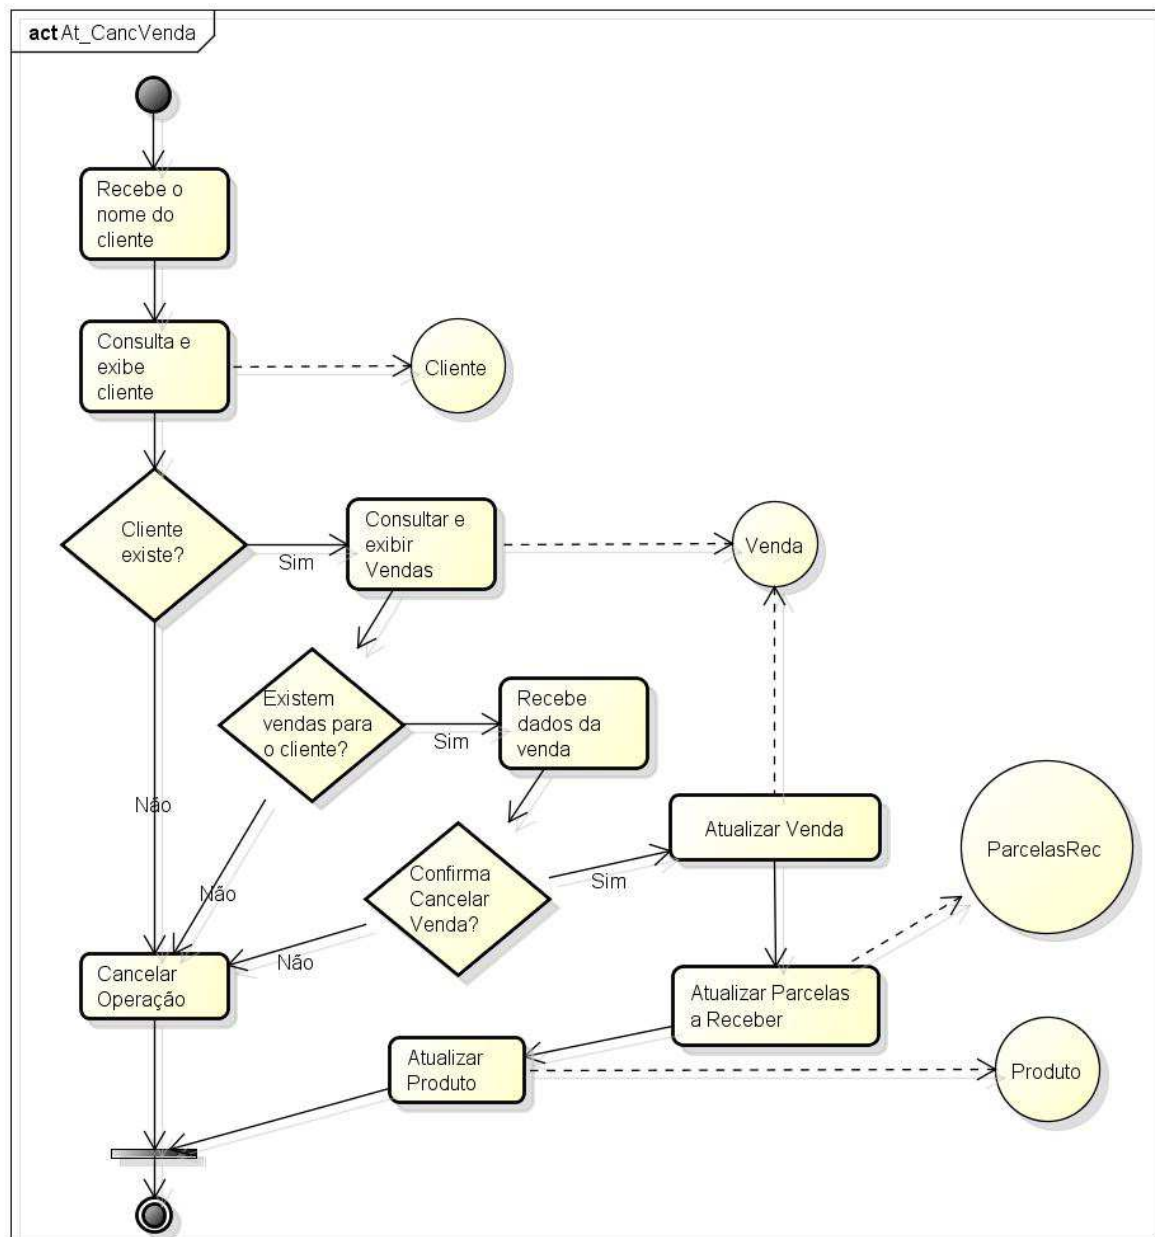 act At_CancVenda
Recebe o
nome do
cliente
Consulta e
exibe
cliente
Cliente
Cliente
existe?
Sim
Consultar e
exibir
Vendas
Venda
Existem
vendas para
o cliente?
Sim
Recebe
dados da
venda
Não
Não
Confirma
Cancelar
Venda?
Sim
Não
Atualizar Venda
ParcelasRec
Cancelar
Operação
Atualizar Parcelas
a Receber
Atualizar
Produto
Produto